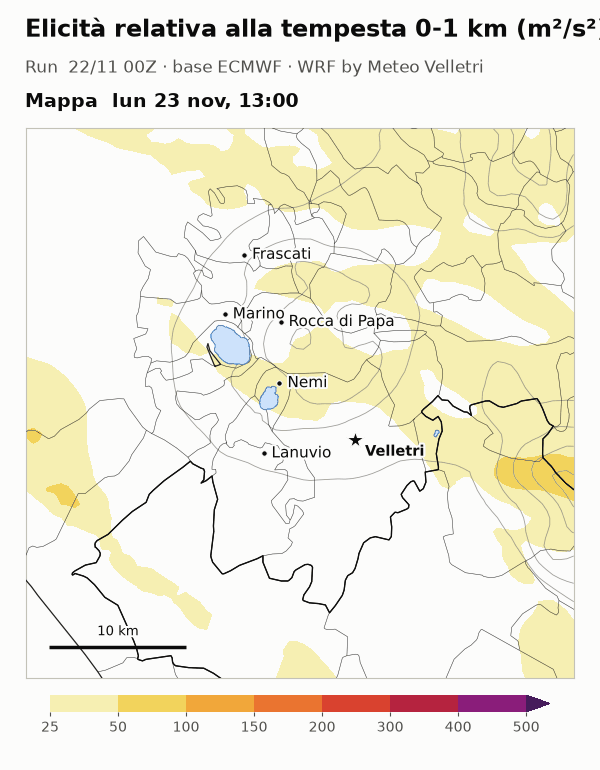 Elicità relativa alla tempesta 0-1 km (m²/s²)
Run 22/11 00Z · base ECMWF · WRF by Meteo Velletri
Mappa lun 23 nov, 13:00
Frascati
Marino
Rocca di Papa
Nemi
Velletri
Lanuvio
10 km
25 50 100 150 200 300 400 500